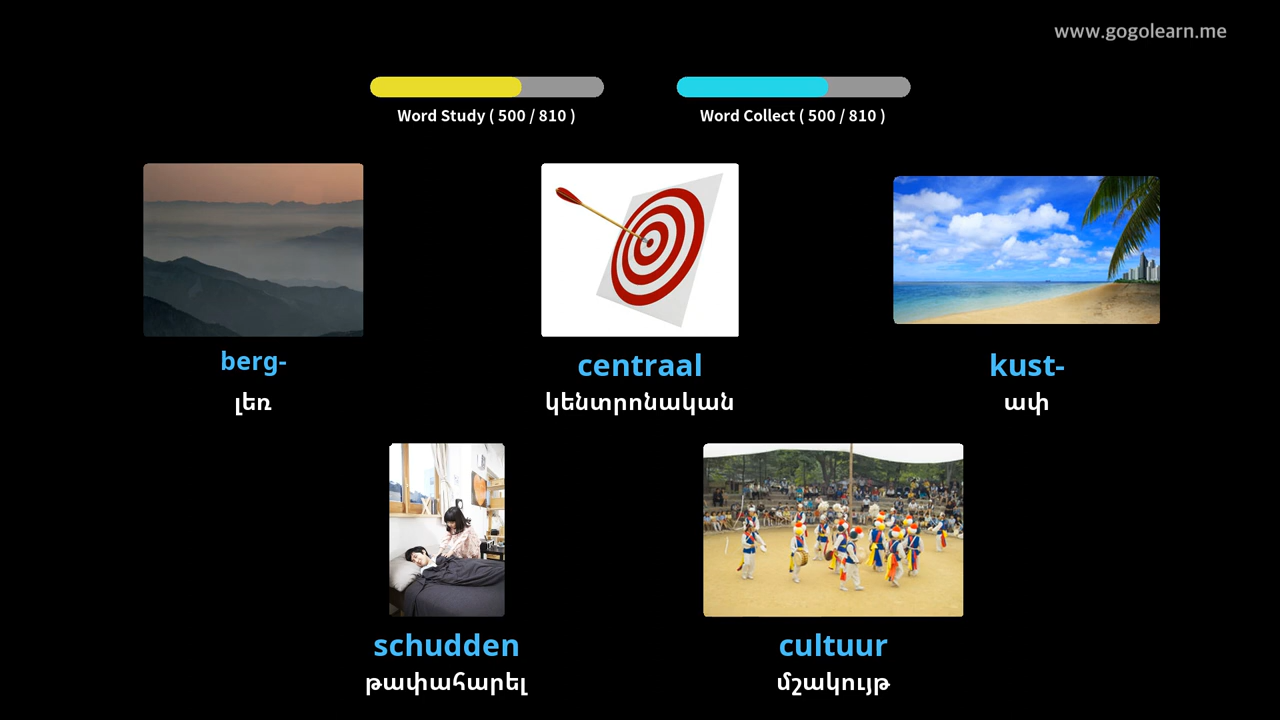 www.gogolearn.me
Word Study ( 500 / 810 )
Word Collect ( 500 / 810 )
berg-
լեռ
centraal
կենտրոնական
kust-
ափ
schudden
թափահարել
cultuur
մշակույթ